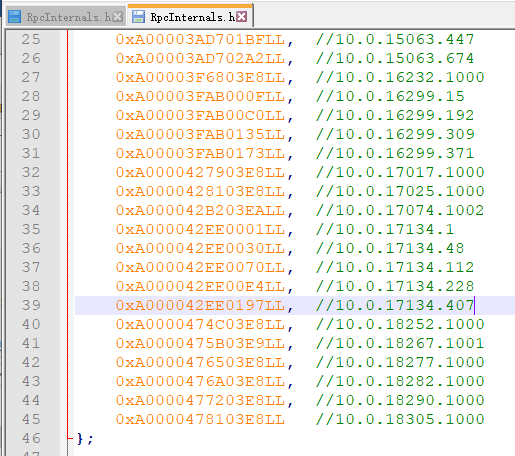 RpcInternals.h RpcInternals.h
25 0xA00003AD701BFLL, //10.0.15063.447
26 0xA00003AD702A2LL, //10.0.15063.674
27 0xA00003F6803E8LL, //10.0.16232.1000
28 0xA00003FAB000FLL, //10.0.16299.15
29 0xA00003FAB00C0LL, //10.0.16299.192
30 0xA00003FAB0135LL, //10.0.16299.309
31 0xA00003FAB0173LL, //10.0.16299.371
32 0xA0000427903E8LL, //10.0.17017.1000
33 0xA0000428103E8LL, //10.0.17025.1000
34 0xA000042B203EALL, //10.0.17074.1002
35 0xA000042EE0001LL, //10.0.17134.1
36 0xA000042EE0030LL, //10.0.17134.48
37 0xA000042EE0070LL, //10.0.17134.112
38 0xA000042EE00E4LL, //10.0.17134.228
39 0xA000042EE0197LL, //10.0.17134.407
40 0xA0000474C03E8LL, //10.0.18252.1000
41 0xA0000475B03E9LL, //10.0.18267.1001
42 0xA0000476503E8LL, //10.0.18277.1000
43 0xA0000476A03E8LL, //10.0.18282.1000
44 0xA0000477203E8LL, //10.0.18290.1000
45 0xA0000478103E8LL //10.0.18305.1000
46 };